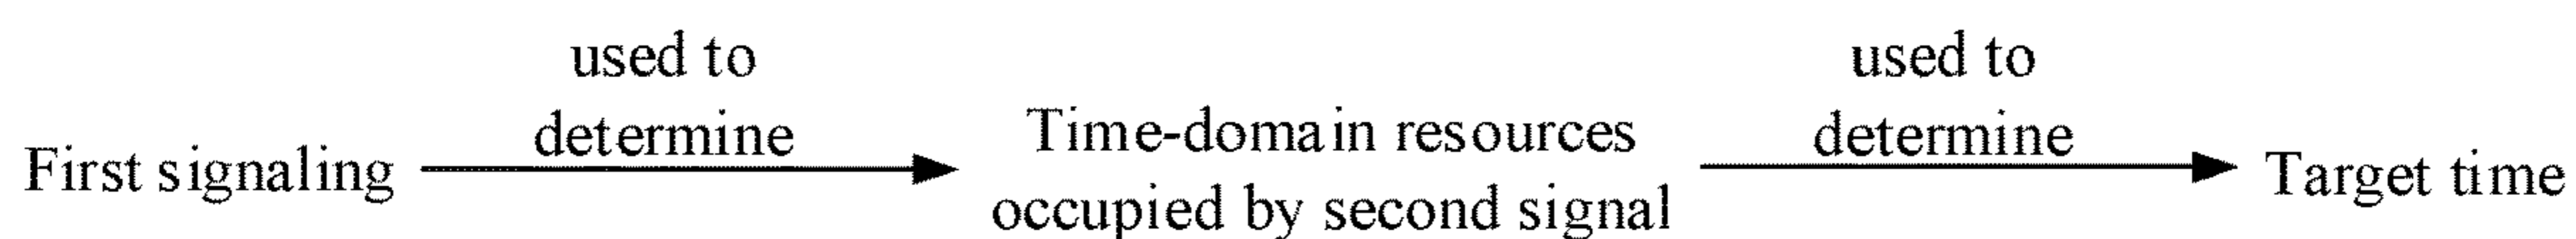 First signaling
used to
determine
Time-domain resources
occupied by second signal
used to
determine
Target time